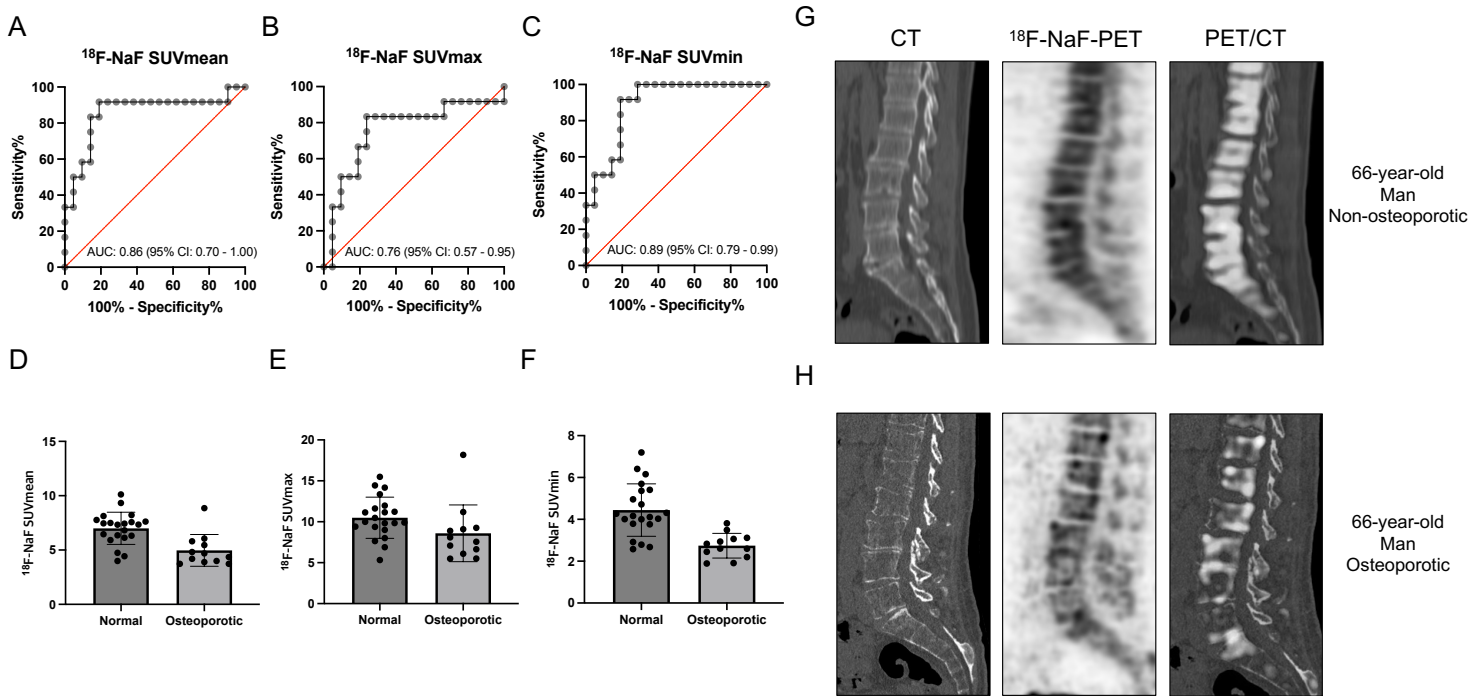 A
¹⁸F-NaF SUVmean
100
80
60
40
20
0
Sensitivity%
AUC: 0.86 (95% CI: 0.70 - 1.00)
0 20 40 60 80 100
100% - Specificity%
B
¹⁸F-NaF SUVmax
100
80
60
40
20
0
Sensitivity%
AUC: 0.76 (95% CI: 0.57 - 0.95)
0 20 40 60 80 100
100% - Specificity%
C
¹⁸F-NaF SUVmin
100
80
60
40
20
0
Sensitivity%
AUC: 0.89 (95% CI: 0.79 - 0.99)
0 20 40 60 80 100
100% - Specificity%
D
15
10
5
0
¹⁸F-NaF SUVmean
Normal Osteoporotic
E
20
15
10
5
0
¹⁸F-NaF SUVmax
Normal Osteoporotic
F
8
6
4
2
0
¹⁸F-NaF SUVmin
Normal Osteoporotic
G
CT
¹⁸F-NaF-PET
PET/CT
66-year-old
Man
Non-osteoporotic
H
66-year-old
Man
Osteoporotic